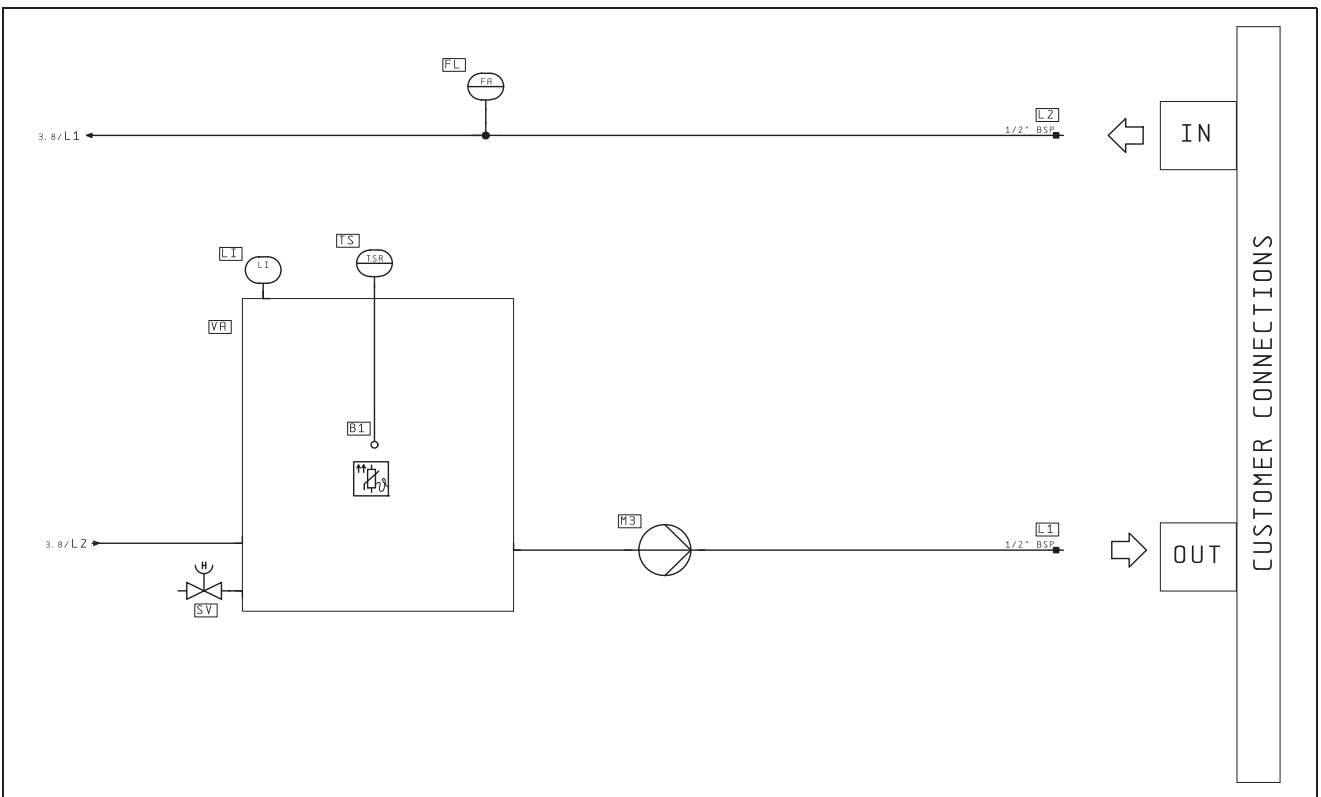 FL
FA
L2
1/2" BSP
IN
3.8/L1
TS
LI
TSR
LI
VA
CUSTOMER CONNECTIONS
B1
ϑ
M3
L1
1/2" BSP
3.8/L2
OUT
H
SV